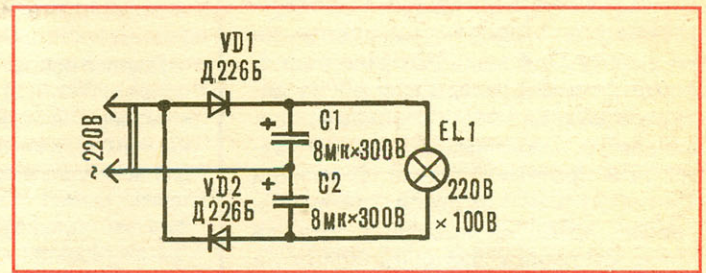 VD1
Д226Б
~220В
+ C1
8мк×300В
EL1
VD2
Д226Б
+ C2
8мк×300В
220В
×100В